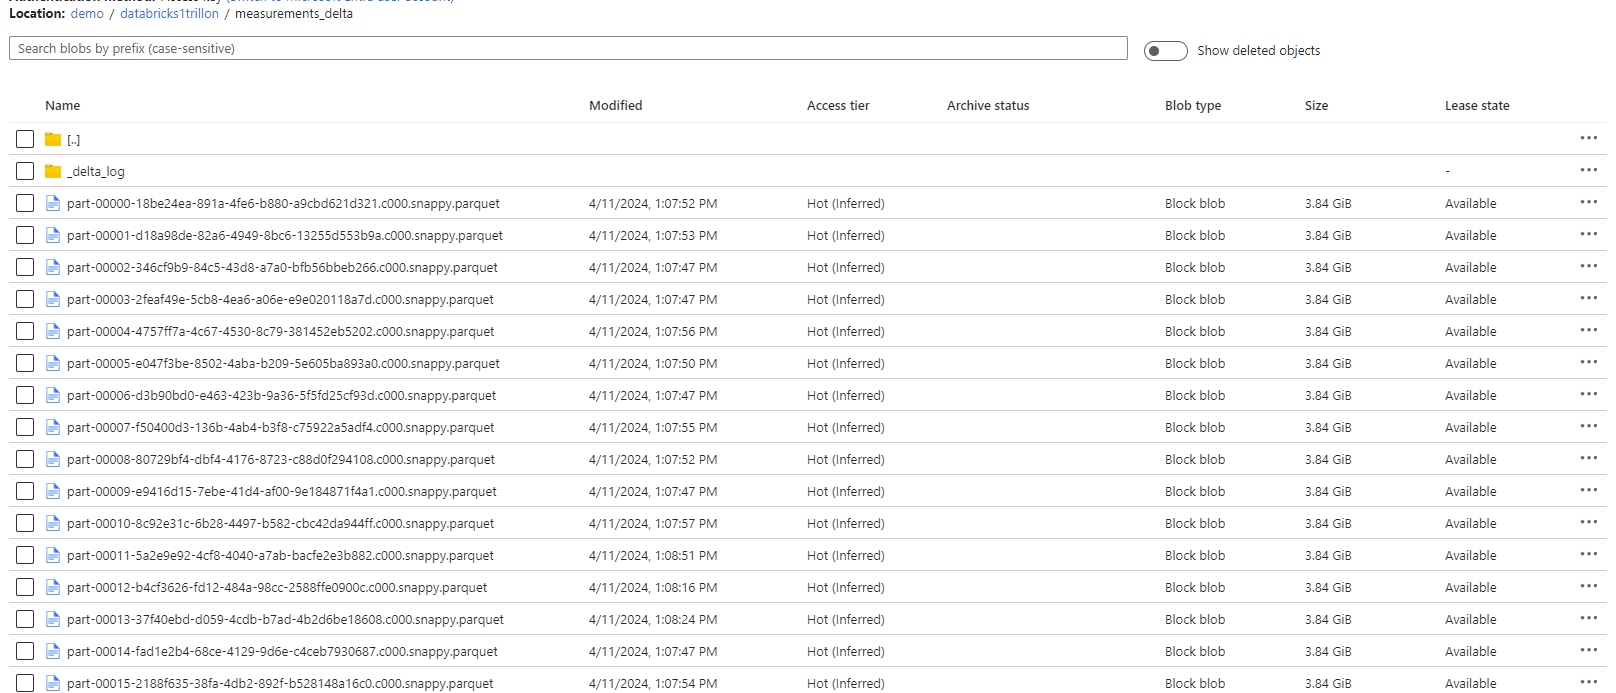 Authentication method: Access key (Switch to Microsoft Entra user account)
Location: demo / databricks1trillon / measurements_delta
Search blobs by prefix (case-sensitive) Show deleted objects
Name Modified Access tier Archive status Blob type Size Lease state
[..] •••
_delta_log - •••
part-00000-18be24ea-891a-4fe6-b880-a9cbd621d321.c000.snappy.parquet 4/11/2024, 1:07:52 PM Hot (Inferred) Block blob 3.84 GiB Available •••
part-00001-d18a98de-82a6-4949-8bc6-13255d553b9a.c000.snappy.parquet 4/11/2024, 1:07:53 PM Hot (Inferred) Block blob 3.84 GiB Available •••
part-00002-346cf9b9-84c5-43d8-a7a0-bfb56bbeb266.c000.snappy.parquet 4/11/2024, 1:07:47 PM Hot (Inferred) Block blob 3.84 GiB Available •••
part-00003-2feaf49e-5cb8-4ea6-a06e-e9e020118a7d.c000.snappy.parquet 4/11/2024, 1:07:47 PM Hot (Inferred) Block blob 3.84 GiB Available •••
part-00004-4757ff7a-4c67-4530-8c79-381452eb5202.c000.snappy.parquet 4/11/2024, 1:07:56 PM Hot (Inferred) Block blob 3.84 GiB Available •••
part-00005-e047f3be-8502-4aba-b209-5e605ba893a0.c000.snappy.parquet 4/11/2024, 1:07:50 PM Hot (Inferred) Block blob 3.84 GiB Available •••
part-00006-d3b90bd0-e463-423b-9a36-5f5fd25cf93d.c000.snappy.parquet 4/11/2024, 1:07:47 PM Hot (Inferred) Block blob 3.84 GiB Available •••
part-00007-f50400d3-136b-4ab4-b3f8-c75922a5adf4.c000.snappy.parquet 4/11/2024, 1:07:55 PM Hot (Inferred) Block blob 3.84 GiB Available •••
part-00008-80729bf4-dbf4-4176-8723-c88d0f294108.c000.snappy.parquet 4/11/2024, 1:07:52 PM Hot (Inferred) Block blob 3.84 GiB Available •••
part-00009-e9416d15-7ebe-41d4-af00-9e184871f4a1.c000.snappy.parquet 4/11/2024, 1:07:47 PM Hot (Inferred) Block blob 3.84 GiB Available •••
part-00010-8c92e31c-6b28-4497-b582-cbc42da944ff.c000.snappy.parquet 4/11/2024, 1:07:57 PM Hot (Inferred) Block blob 3.84 GiB Available •••
part-00011-5a2e9e92-4cf8-4040-a7ab-bacfe2e3b882.c000.snappy.parquet 4/11/2024, 1:08:51 PM Hot (Inferred) Block blob 3.84 GiB Available •••
part-00012-b4cf3626-fd12-484a-98cc-2588ffe0900c.c000.snappy.parquet 4/11/2024, 1:08:16 PM Hot (Inferred) Block blob 3.84 GiB Available •••
part-00013-37f40ebd-d059-4cdb-b7ad-4b2d6be18608.c000.snappy.parquet 4/11/2024, 1:08:24 PM Hot (Inferred) Block blob 3.84 GiB Available •••
part-00014-fad1e2b4-68ce-4129-9d6e-c4ceb7930687.c000.snappy.parquet 4/11/2024, 1:07:47 PM Hot (Inferred) Block blob 3.84 GiB Available •••
part-00015-2188f635-38fa-4db2-892f-b528148a16c0.c000.snappy.parquet 4/11/2024, 1:07:54 PM Hot (Inferred) Block blob 3.84 GiB Available •••